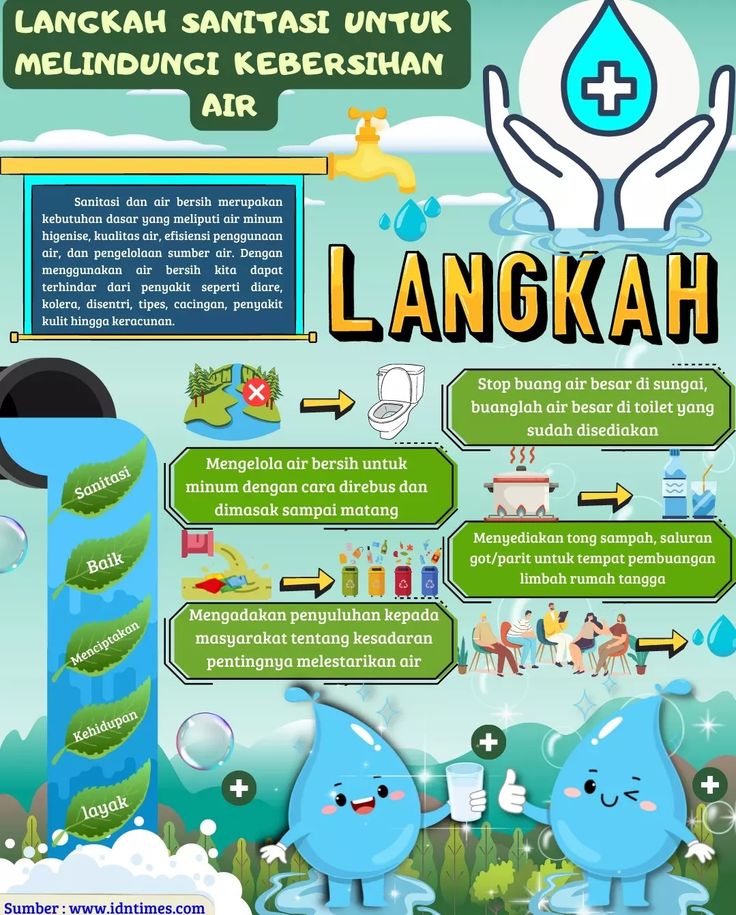 LANGKAH SANITASI UNTUK
MELINDUNGI KEBERSIHAN
AIR
Sanitasi dan air bersih merupakan
kebutuhan dasar yang meliputi air minum
higenise, kualitas air, efisiensi penggunaan
air, dan pengelolaan sumber air. Dengan
menggunakan air bersih kita dapat
terhindar dari penyakit seperti diare,
kolera, disentri, tipes, cacingan, penyakit
kulit hingga keracunan.
LANGKAH
Stop buang air besar di sungai,
buanglah air besar di toilet yang
sudah disediakan
Mengelola air bersih untuk
minum dengan cara direbus dan
dimasak sampai matang
Menyediakan tong sampah, saluran
got/parit untuk tempat pembuangan
limbah rumah tangga
Mengadakan penyuluhan kepada
masyarakat tentang kesadaran
pentingnya melestarikan air
Sanitasi
Baik
Menciptakan
Kehidupan
layak
Sumber : www.idntimes.com